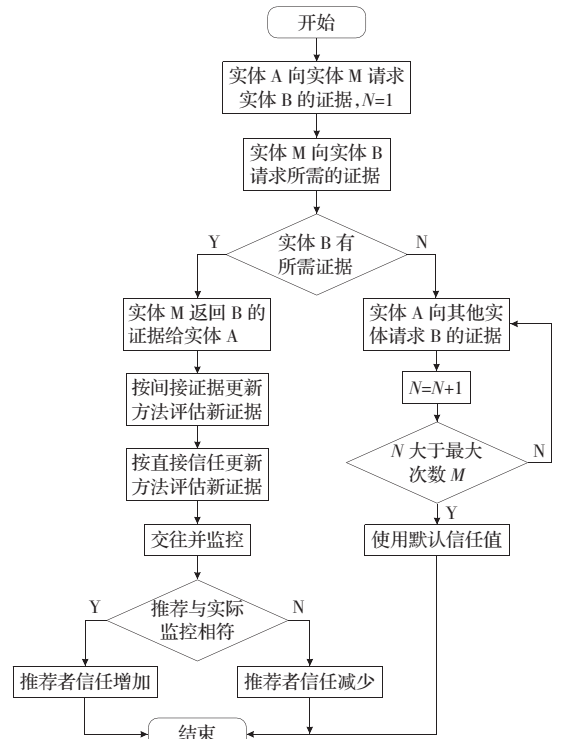 开始
实体 A 向实体 M 请求
实体 B 的证据,N=1
实体 M 向实体 B
请求所需的证据
Y
实体 B 有
所需证据
N
实体 M 返回 B 的
证据给实体 A
实体 A 向其他实
体请求 B 的证据
按间接证据更新
方法评估新证据
N=N+1
按直接信任更新
方法评估新证据
N 大于最大
次数 M
N
Y
交往并监控
使用默认信任值
Y
推荐与实际
监控相符
N
推荐者信任增加
推荐者信任减少
结束